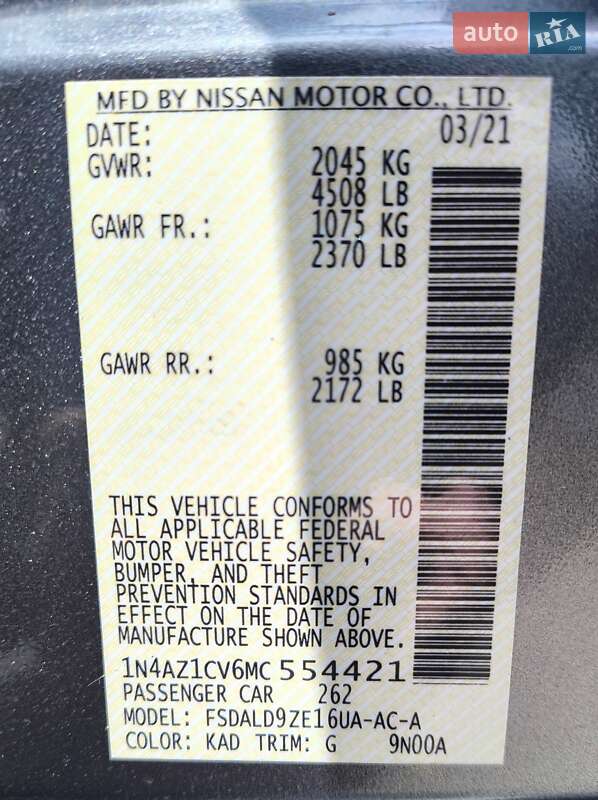 auto RIA .com
MFD BY NISSAN MOTOR CO., LTD.
DATE: 03/21
GVWR: 2045 KG
4508 LB
GAWR FR.: 1075 KG
2370 LB
GAWR RR.: 985 KG
2172 LB
THIS VEHICLE CONFORMS TO
ALL APPLICABLE FEDERAL
MOTOR VEHICLE SAFETY,
BUMPER, AND THEFT
PREVENTION STANDARDS IN
EFFECT ON THE DATE OF
MANUFACTURE SHOWN ABOVE.
1N4AZ1CV6MC 554421
PASSENGER CAR 262
MODEL: FSDALD9ZE16UA-AC-A
COLOR: KAD TRIM: G 9N00A